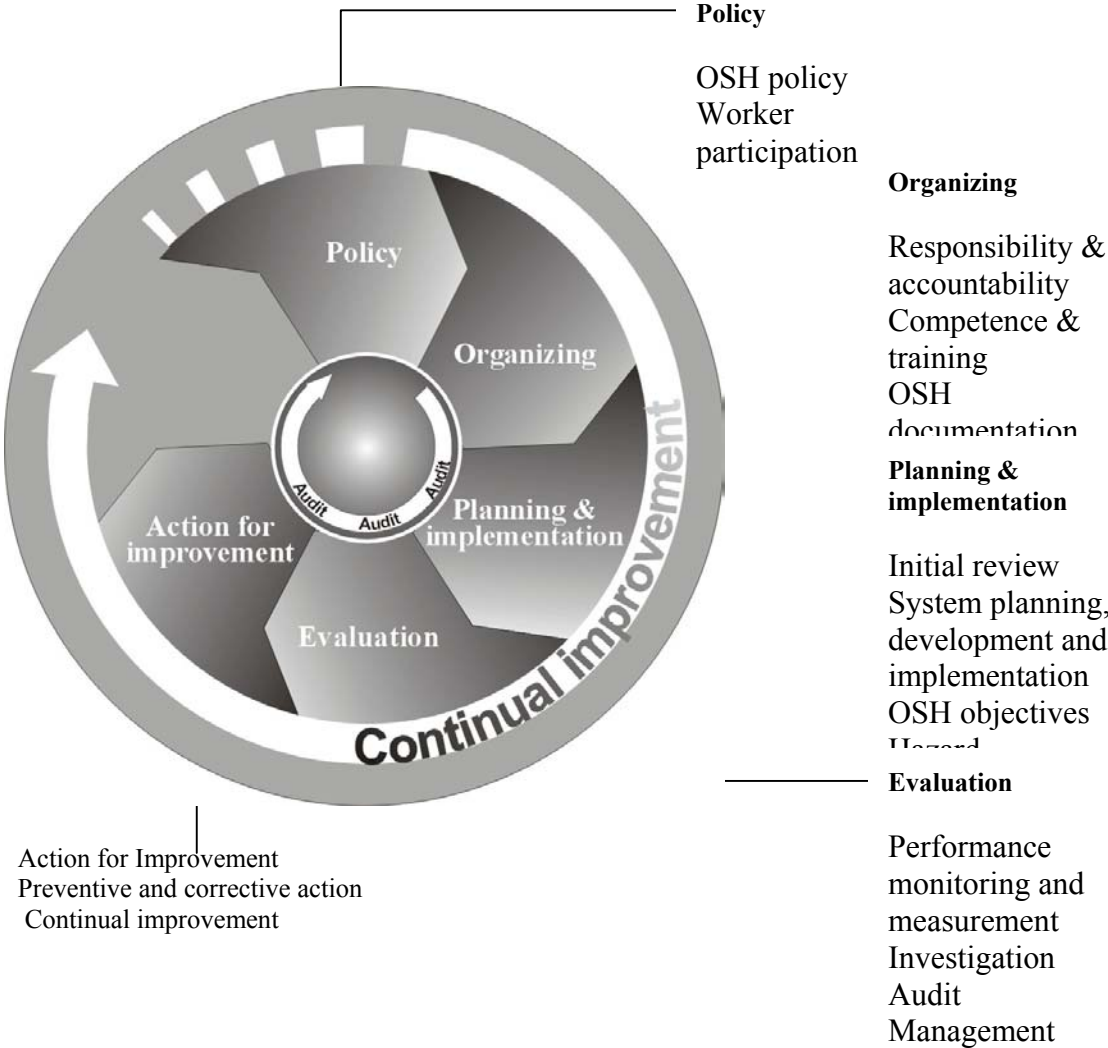 Policy
OSH policy
Worker
participation
Organizing
Responsibility &
accountability
Competence &
training
OSH
documentation
Planning &
implementation
Initial review
System planning,
development and
implementation
OSH objectives
Hazard
Evaluation
Performance
monitoring and
measurement
Investigation
Audit
Management
Policy
Organizing
Planning &
implementation
Evaluation
Action for
improvement
Audit
Audit
Audit
Continual improvement
Action for Improvement
Preventive and corrective action
Continual improvement